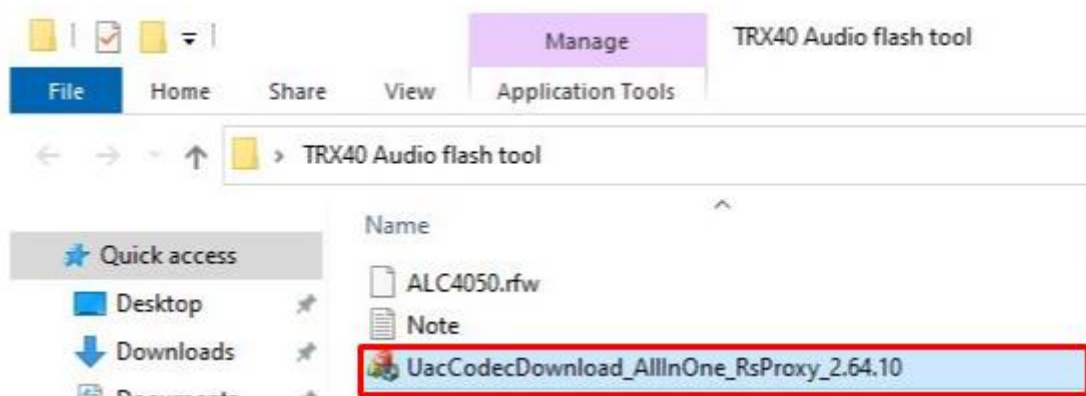 Manage
TRX40 Audio flash tool
File Home Share View Application Tools
TRX40 Audio flash tool
Name
Quick access
ALC4050.rfw
Desktop
Note
Downloads
UacCodecDownload_AllInOne_RsProxy_2.64.10